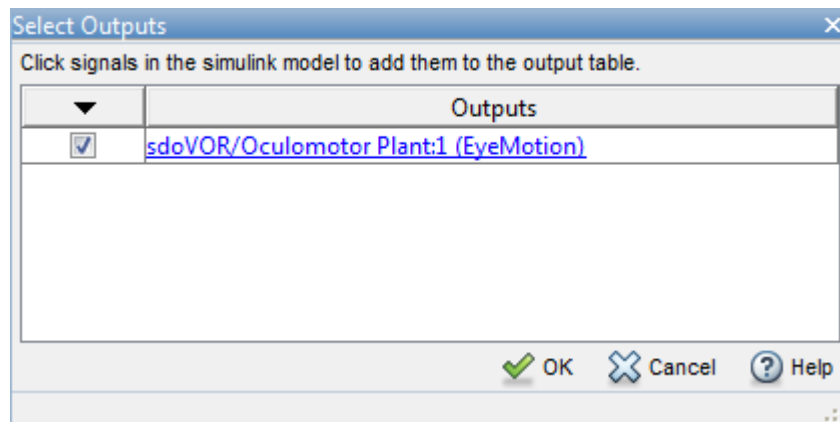 Select Outputs
Click signals in the simulink model to add them to the output table.
Outputs
sdoVOR/Oculomotor Plant:1 (EyeMotion)
OK Cancel Help